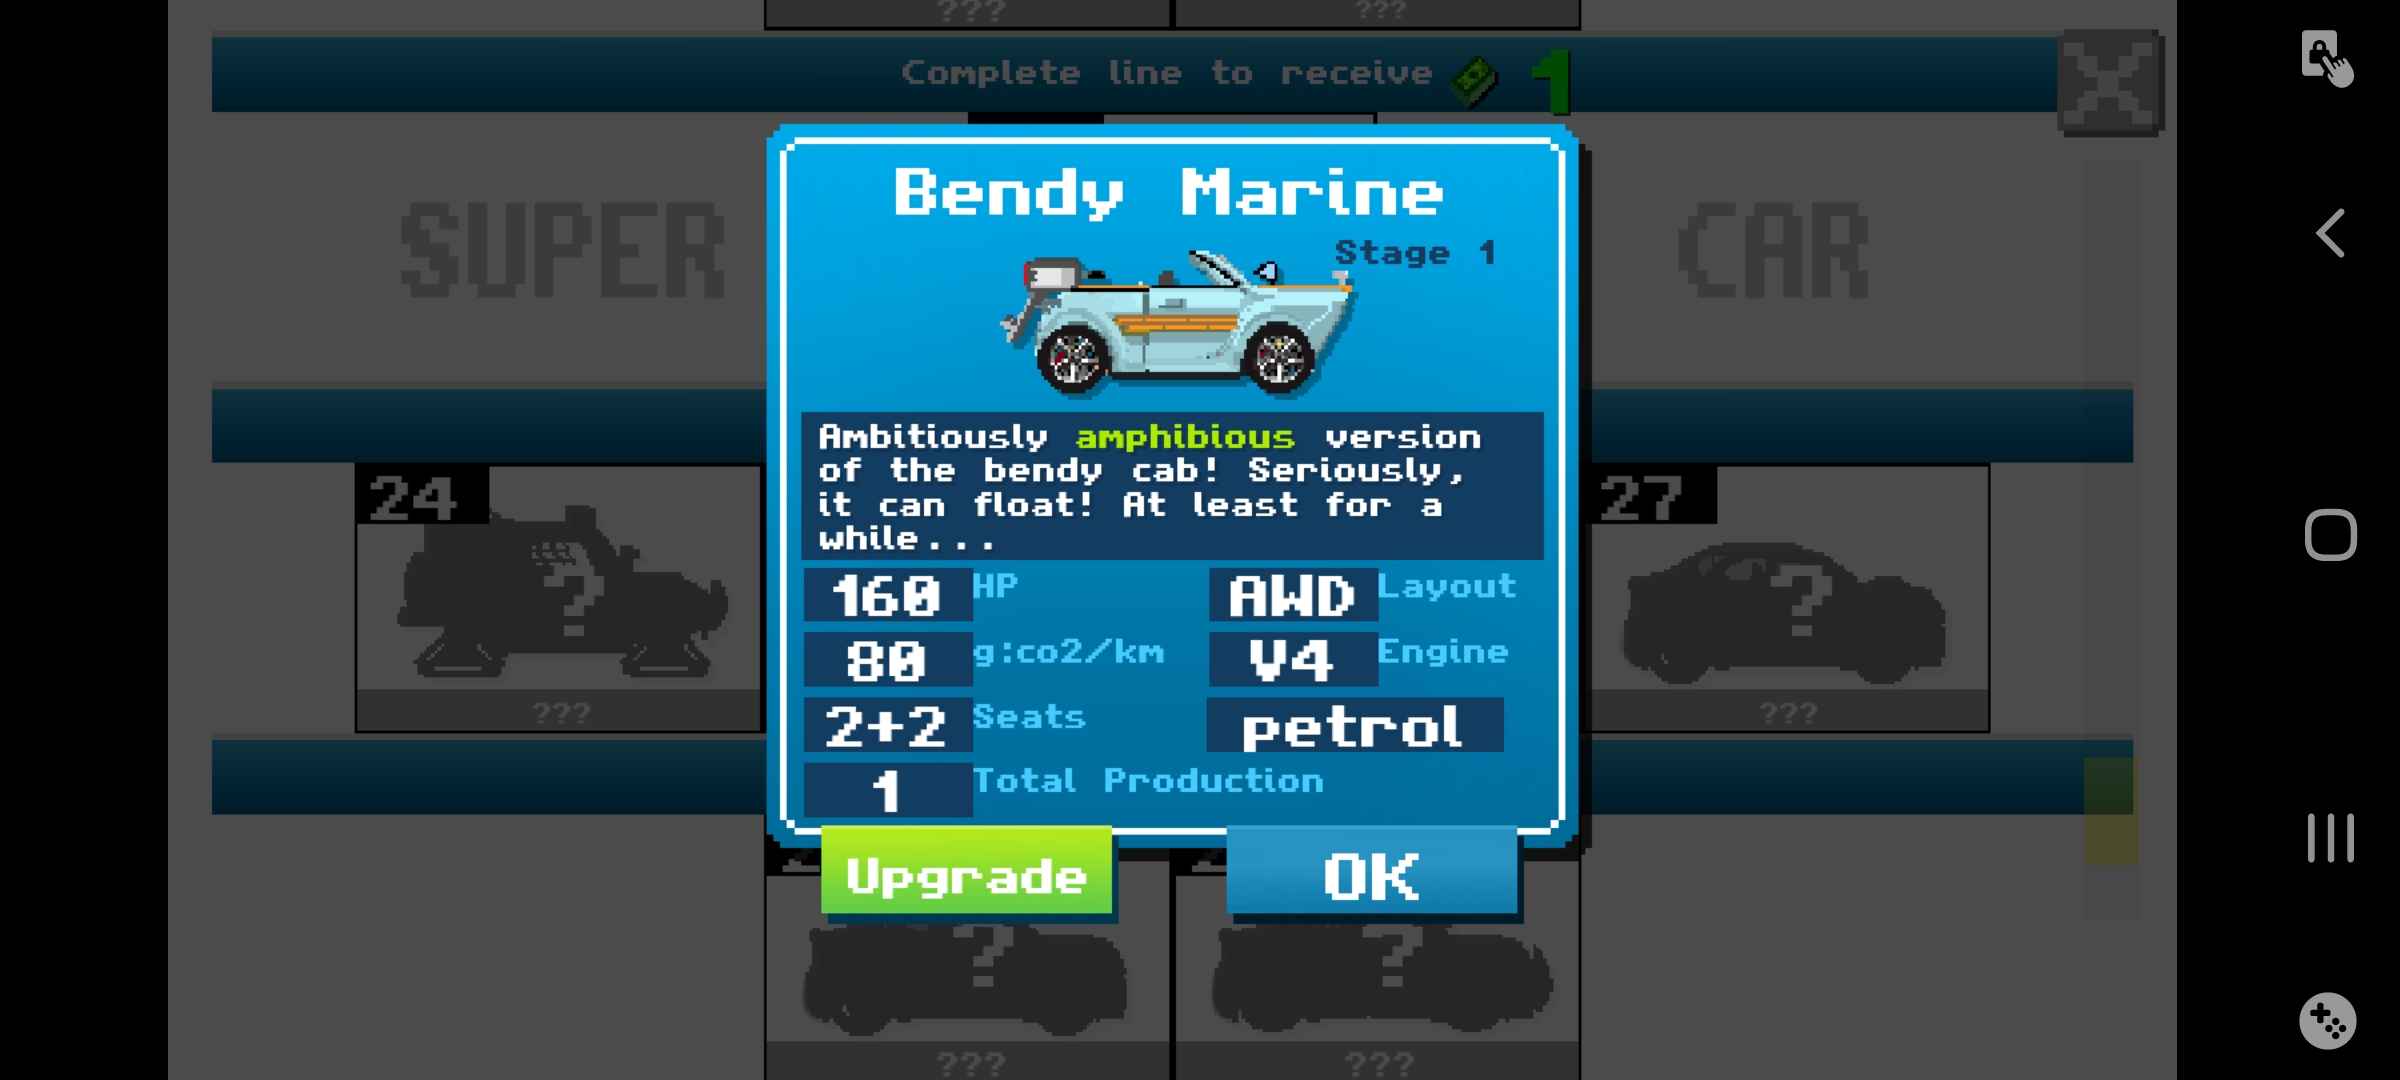 ??? ???
Complete line to receive 1
SUPER CAR
Bendy Marine
Stage 1
Ambitiously amphibious version
of the bendy cab! Seriously,
it can float! At least for a
while...
160 HP AWD Layout
80 g:co2/km V4 Engine
2+2 Seats petrol
1 Total Production
Upgrade OK
24 ? ???
27 ? ???
? ???
? ???